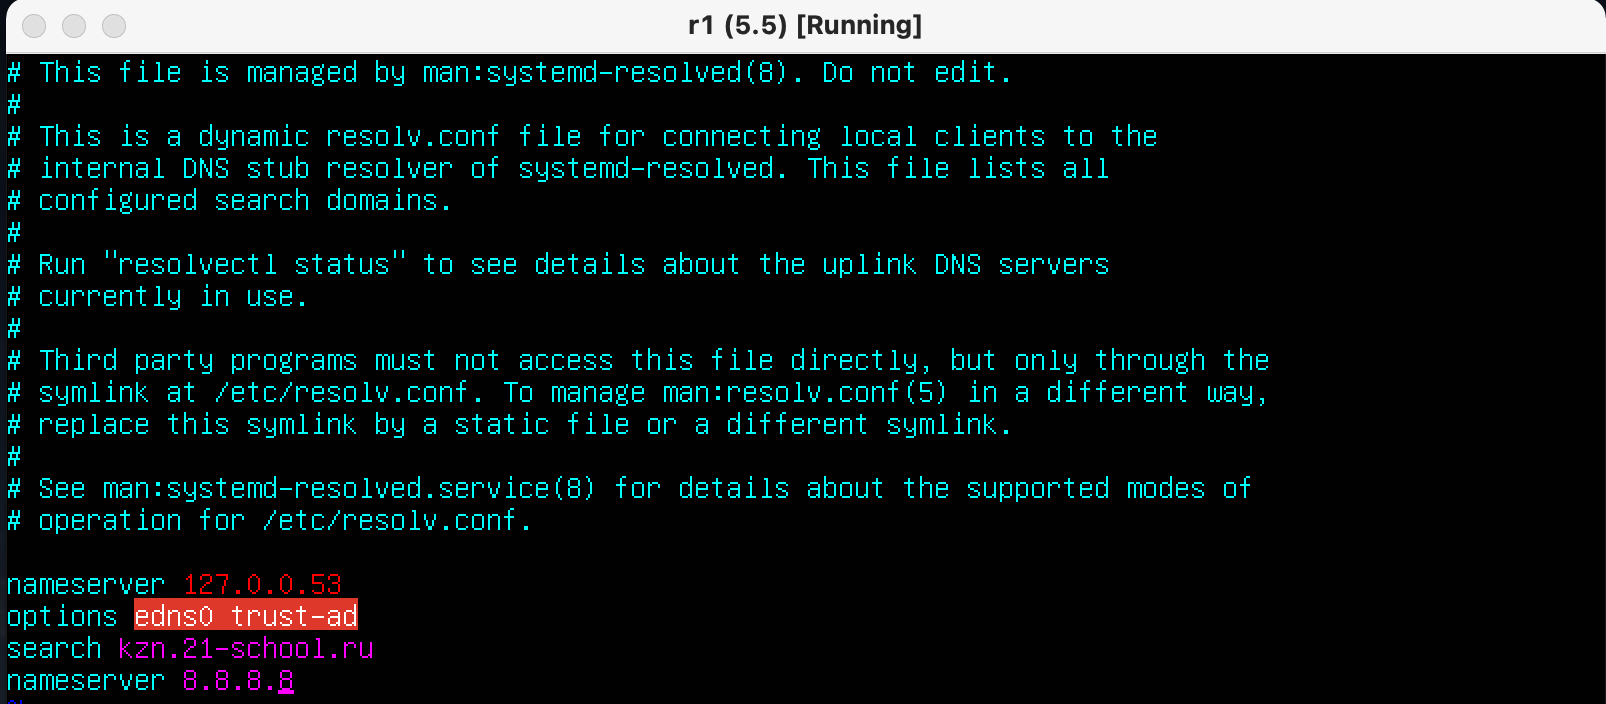 r1 (5.5) [Running]
# This file is managed by man:systemd-resolved(8). Do not edit.
#
# This is a dynamic resolv.conf file for connecting local clients to the
# internal DNS stub resolver of systemd-resolved. This file lists all
# configured search domains.
#
# Run "resolvectl status" to see details about the uplink DNS servers
# currently in use.
#
# Third party programs must not access this file directly, but only through the
# symlink at /etc/resolv.conf. To manage man:resolv.conf(5) in a different way,
# replace this symlink by a static file or a different symlink.
#
# See man:systemd-resolved.service(8) for details about the supported modes of
# operation for /etc/resolv.conf.
nameserver 127.0.0.53
options edns0 trust-ad
search kzn.21-school.ru
nameserver 8.8.8.8